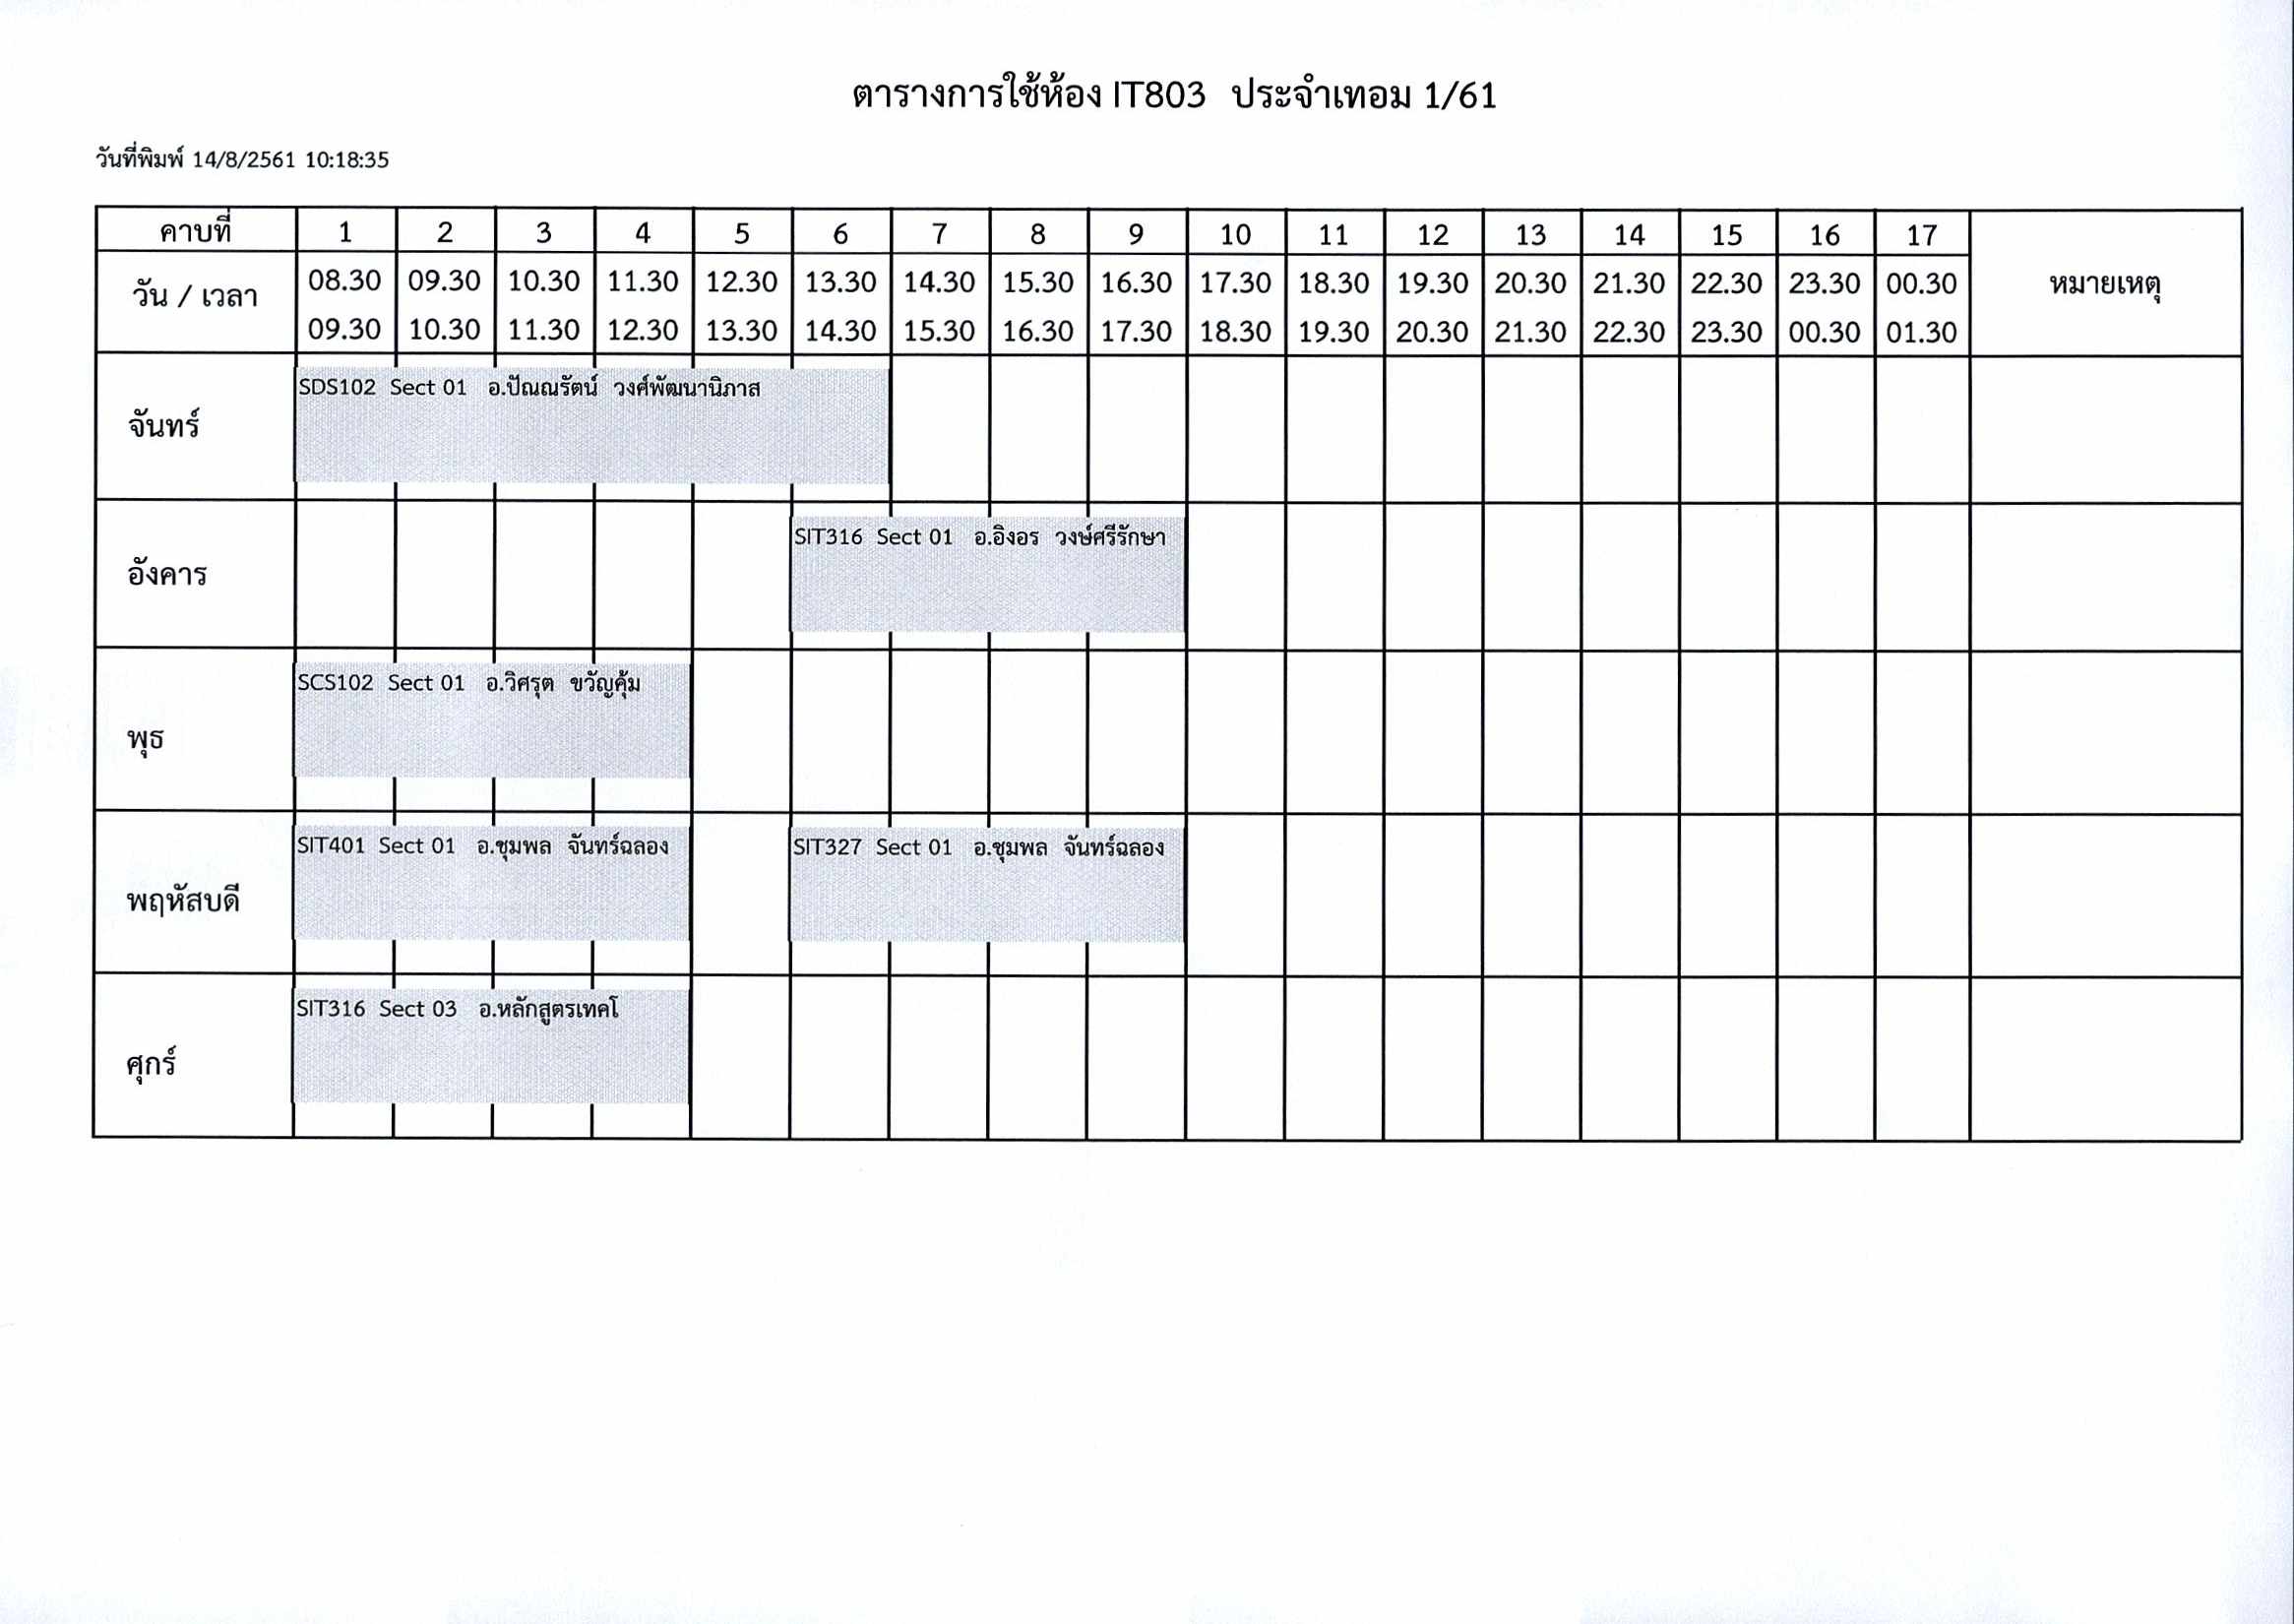 ตารางการใช้ห้อง IT803 ประจำเทอม 1/61
วันที่พิมพ์ 14/8/2561 10:18:35
คาบที่ 1 2 3 4 5 6 7 8 9 10 11 12 13 14 15 16 17
วัน / เวลา 08.30 09.30 10.30 11.30 12.30 13.30 14.30 15.30 16.30 17.30 18.30 19.30 20.30 21.30 22.30 23.30 00.30 หมายเหตุ
09.30 10.30 11.30 12.30 13.30 14.30 15.30 16.30 17.30 18.30 19.30 20.30 21.30 22.30 23.30 00.30 01.30
จันทร์ SDS102 Sect 01 อ.ปัณณรัตน์ วงศ์พัฒนานิภาส
อังคาร SIT316 Sect 01 อ.อิงอร วงษ์ศรีรักษา
พุธ SCS102 Sect 01 อ.วิศรุต ขวัญคุ้ม
พฤหัสบดี SIT401 Sect 01 อ.ชุมพล จันทร์ฉลอง SIT327 Sect 01 อ.ชุมพล จันทร์ฉลอง
ศุกร์ SIT316 Sect 03 อ.หลักสูตรเทคโ